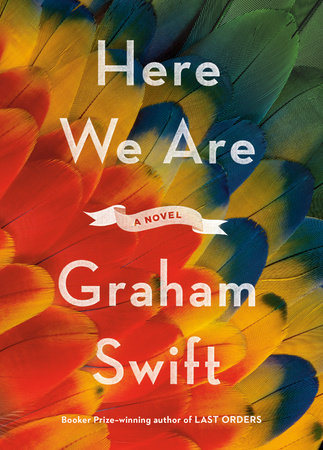 Here
We Are
A NOVEL
Graham
Swift
Booker Prize–winning author of LAST ORDERS